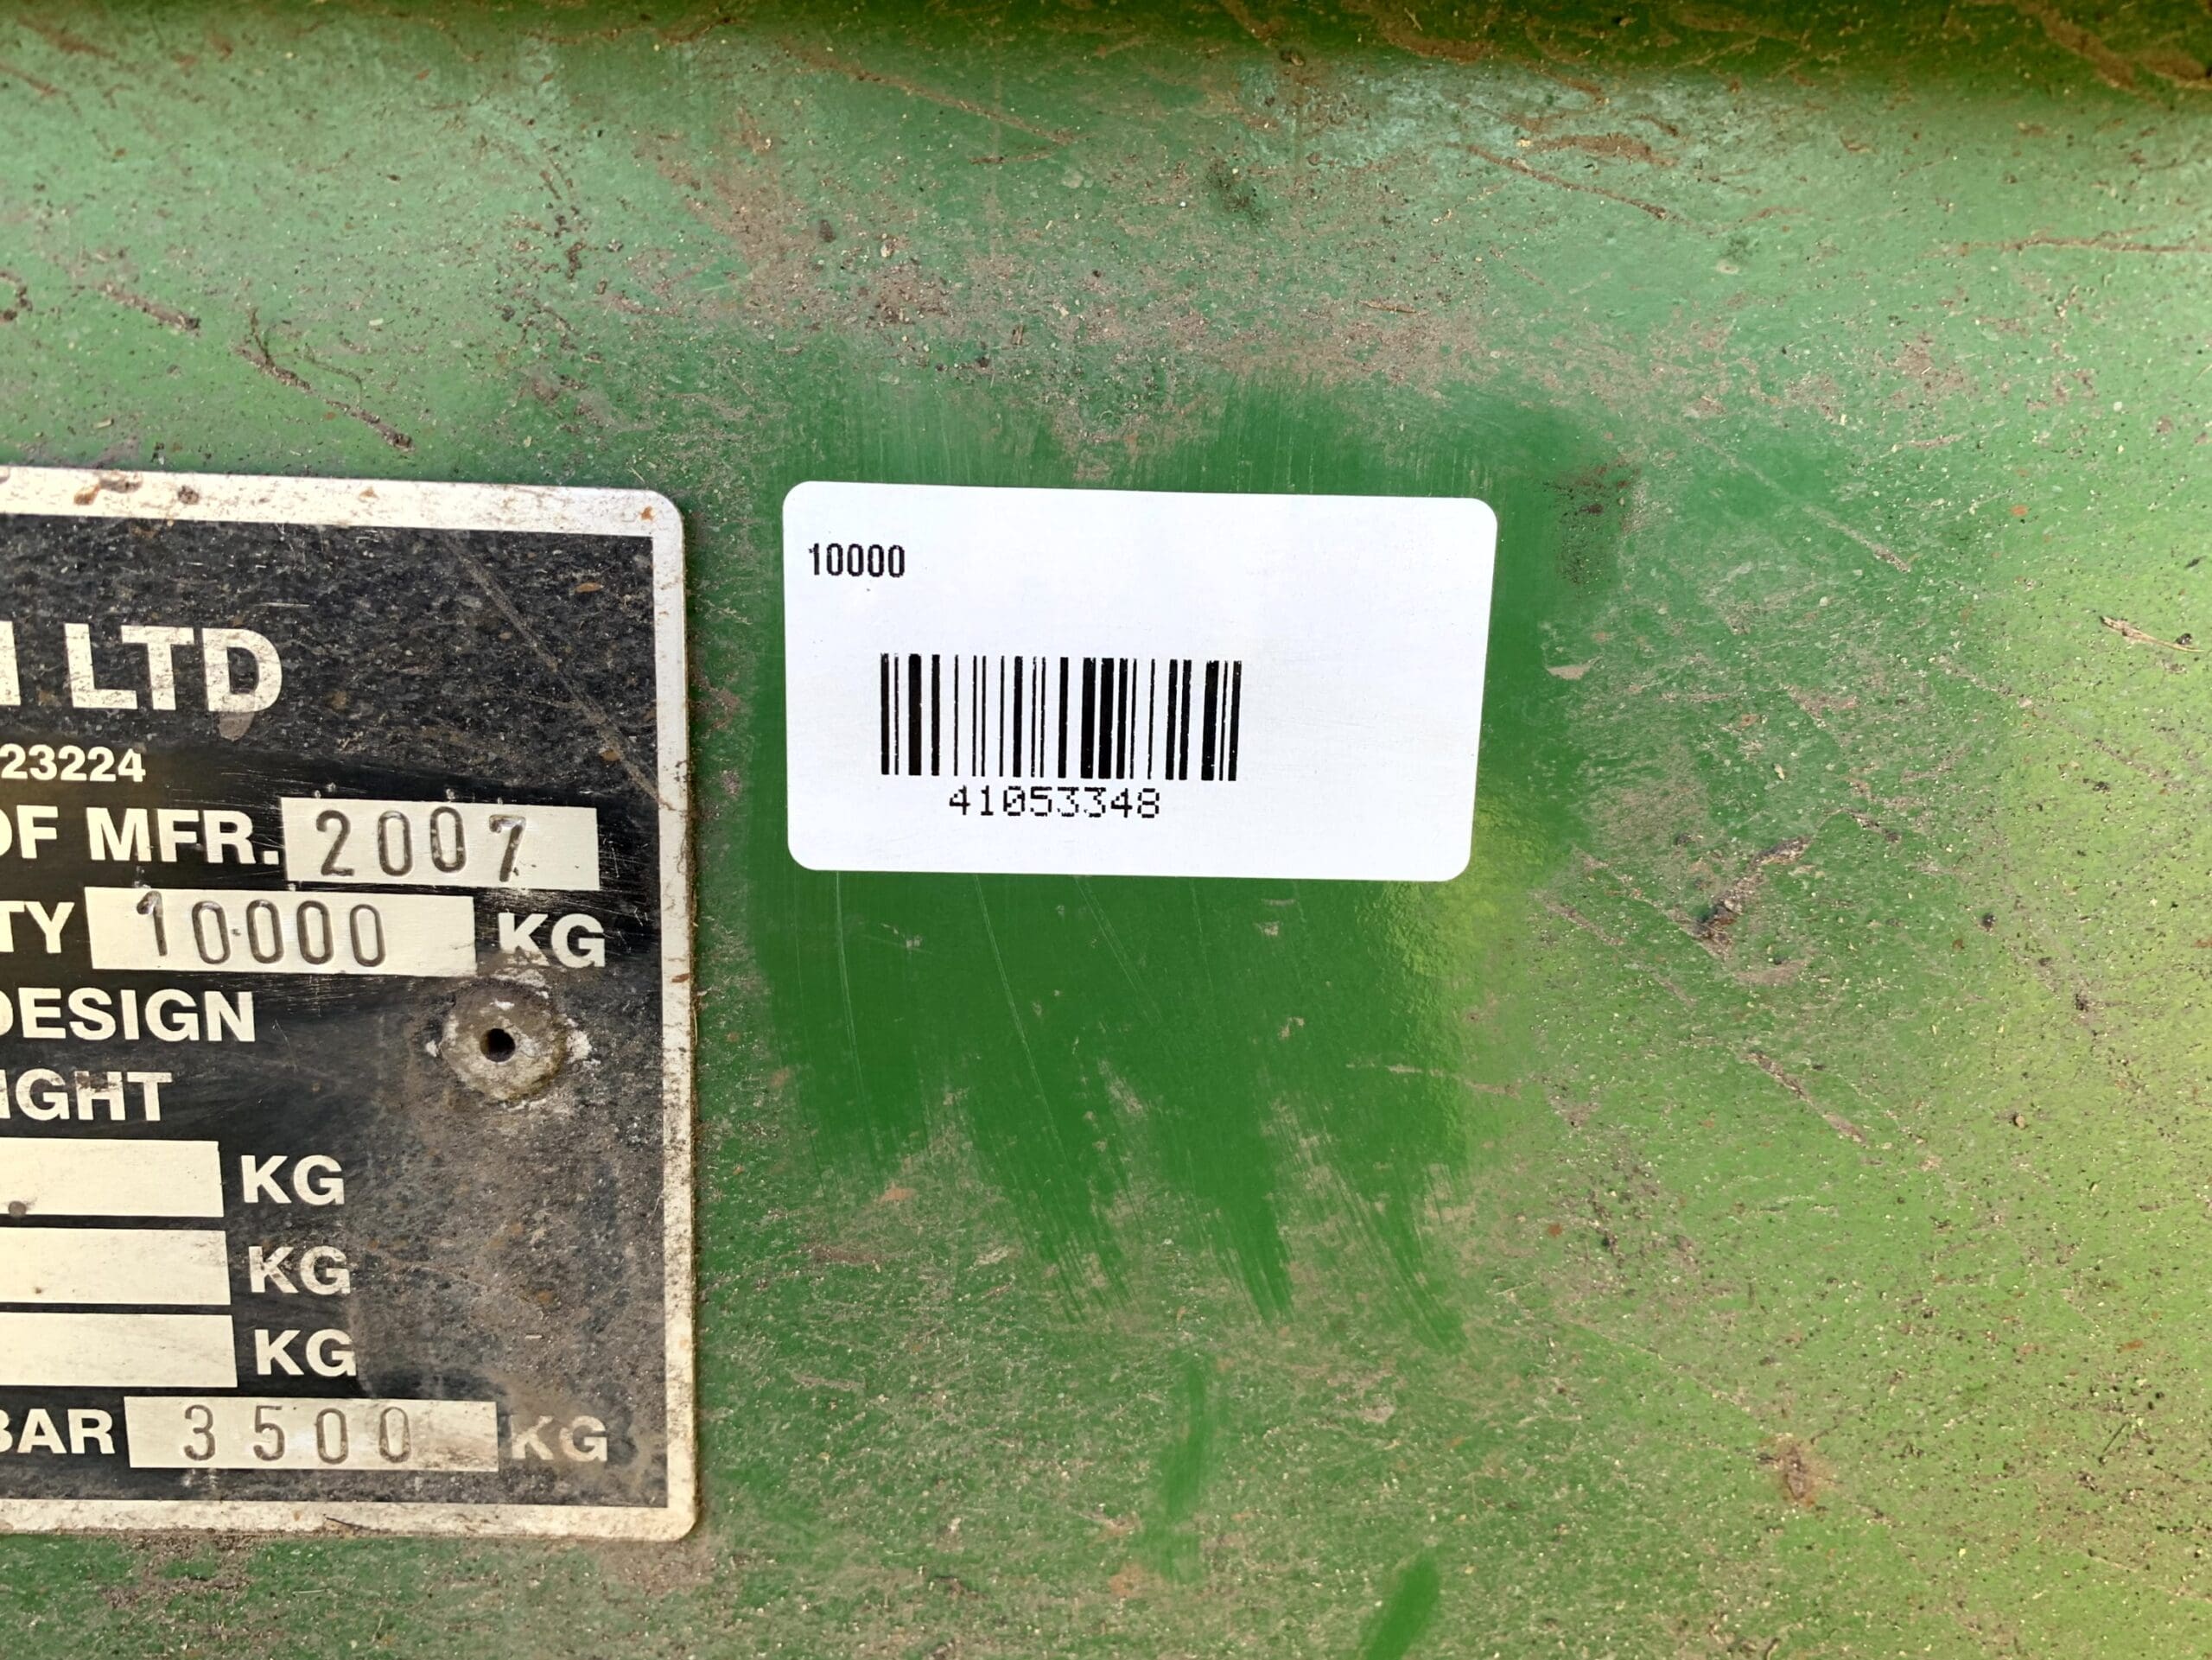 LTD
23224
OF MFR. 2007
TY 10000 KG
DESIGN
IGHT
KG
KG
KG
BAR 3500 KG
10000
41053348